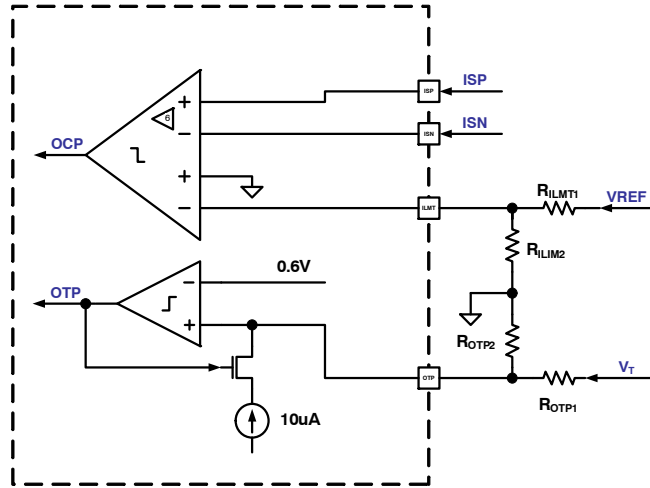 ISP
ISP
ISN
ISN
6
OCP
+
−
+
−
ILMT
RILMT1
VREF
RILIM2
OTP
−
0.6V
+
ROTP2
OTP
VT
ROTP1
10uA